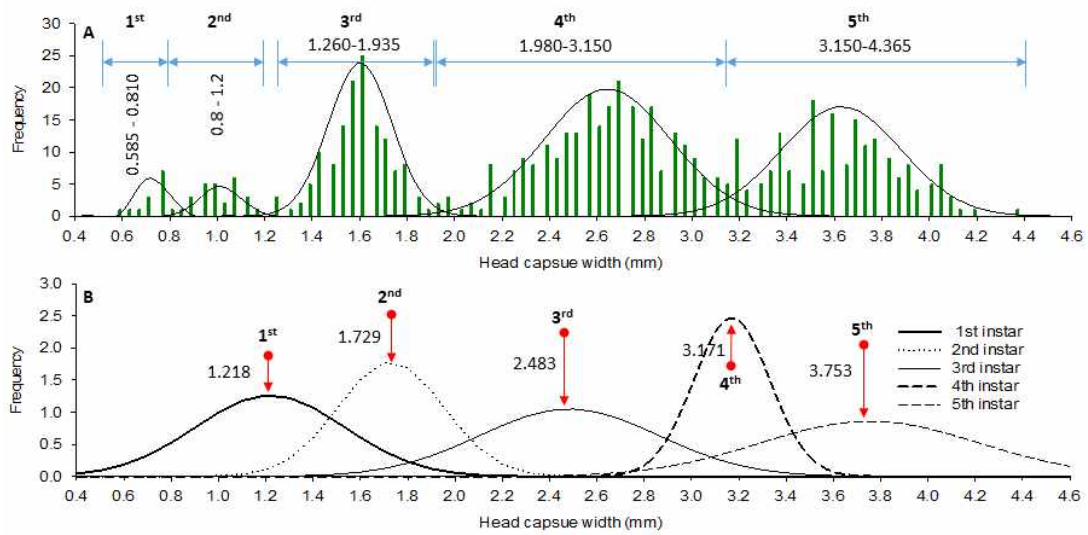 A
1st 2nd 3rd 4th 5th
1.260-1.935 1.980-3.150 3.150-4.365
0.585 - 0.810
0.8 - 1.2
Frequency
30
25
20
15
10
5
0
0.4 0.6 0.8 1.0 1.2 1.4 1.6 1.8 2.0 2.2 2.4 2.6 2.8 3.0 3.2 3.4 3.6 3.8 4.0 4.2 4.4 4.6
Head capsue width (mm)
B
Frequency
3.0
2.5
2.0
1.5
1.0
0.5
0.0
1st
1.218
2nd
1.729
3rd
2.483
3.171
4th
5th
3.753
1st instar
2nd instar
3rd instar
4th instar
5th instar
0.4 0.6 0.8 1.0 1.2 1.4 1.6 1.8 2.0 2.2 2.4 2.6 2.8 3.0 3.2 3.4 3.6 3.8 4.0 4.2 4.4 4.6
Head capsue width (mm)